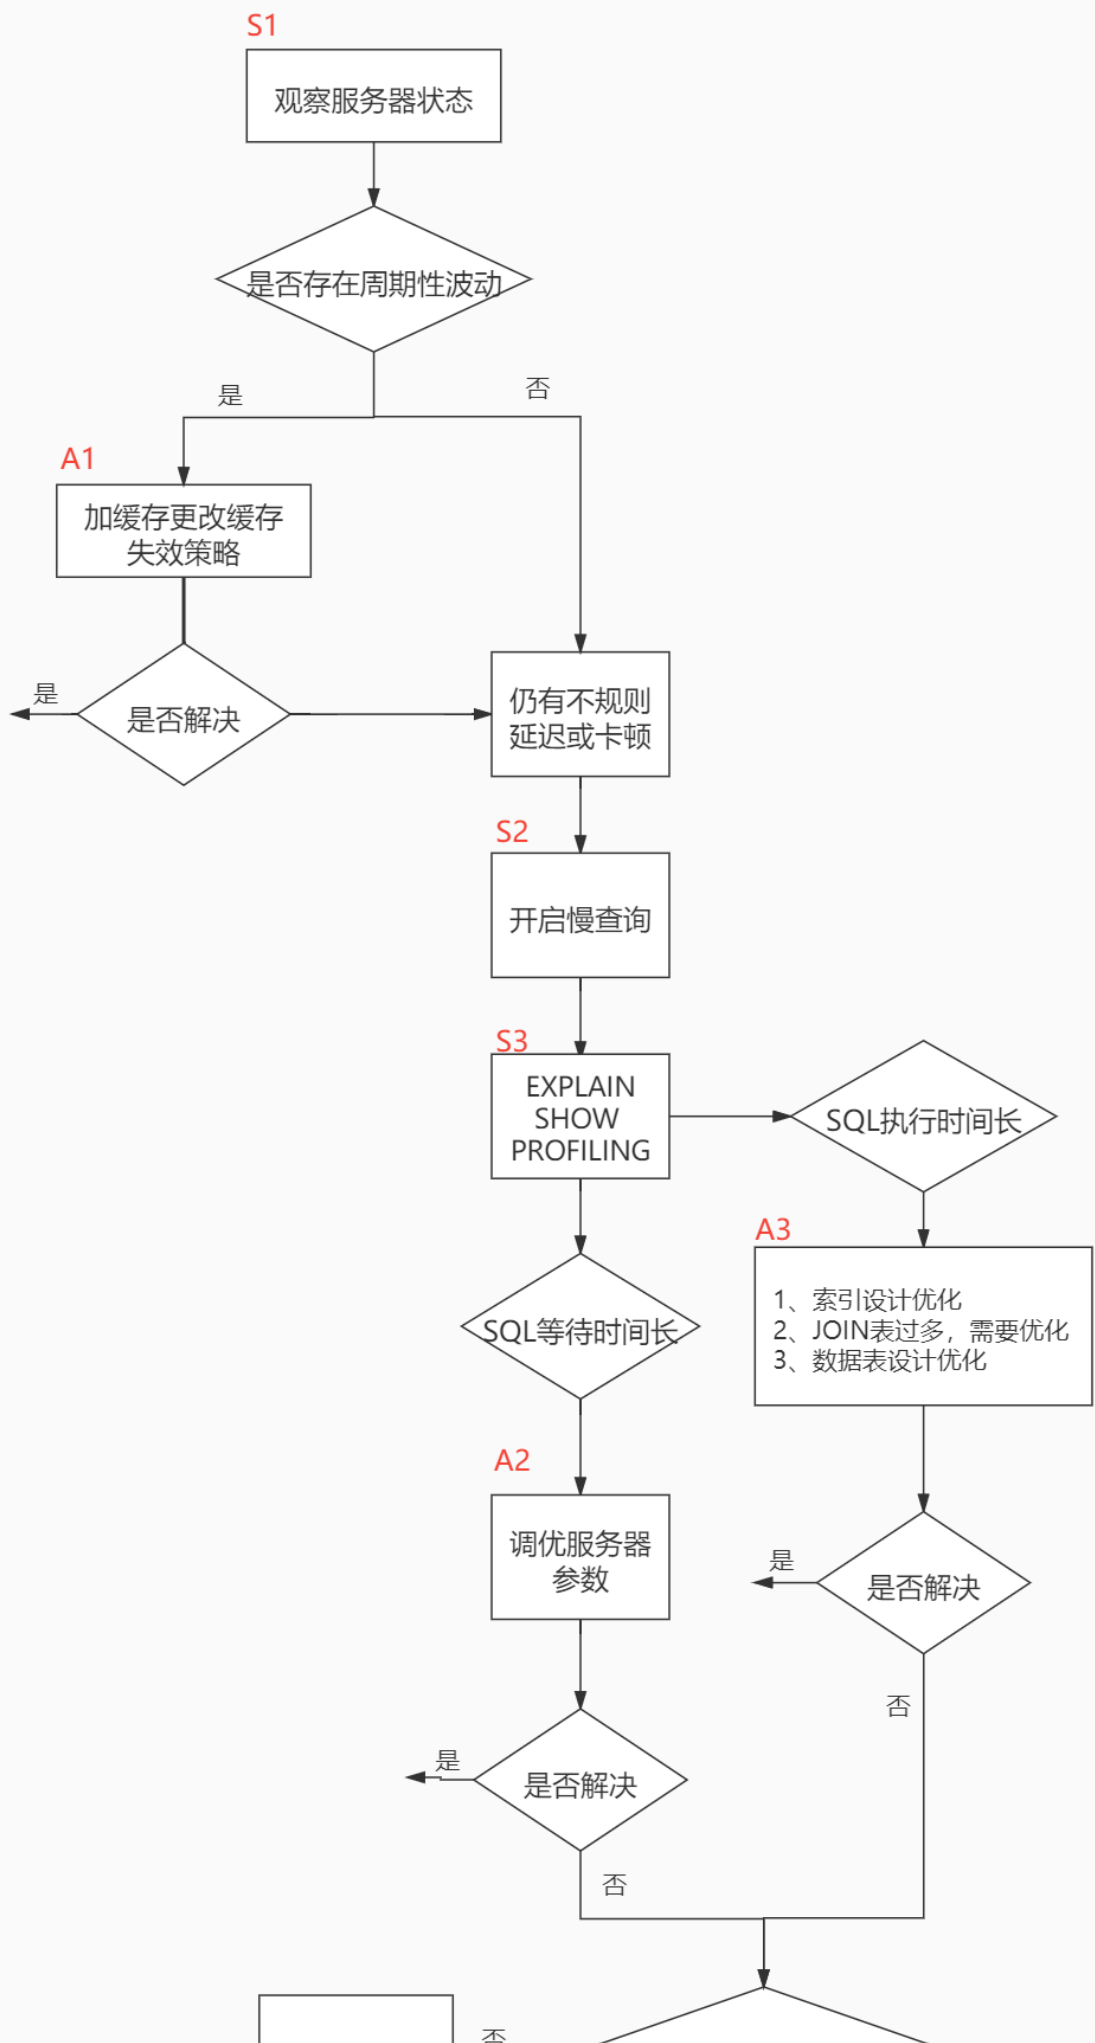 S1
观察服务器状态
是否存在周期性波动
是
否
A1
加缓存更改缓存
失效策略
是
是否解决
仍有不规则
延迟或卡顿
S2
开启慢查询
S3
EXPLAIN
SHOW
PROFILING
SQL执行时间长
A3
1、索引设计优化
2、JOIN表过多，需要优化
3、数据表设计优化
SQL等待时间长
A2
调优服务器
参数
是
是否解决
否
是
是否解决
否
否